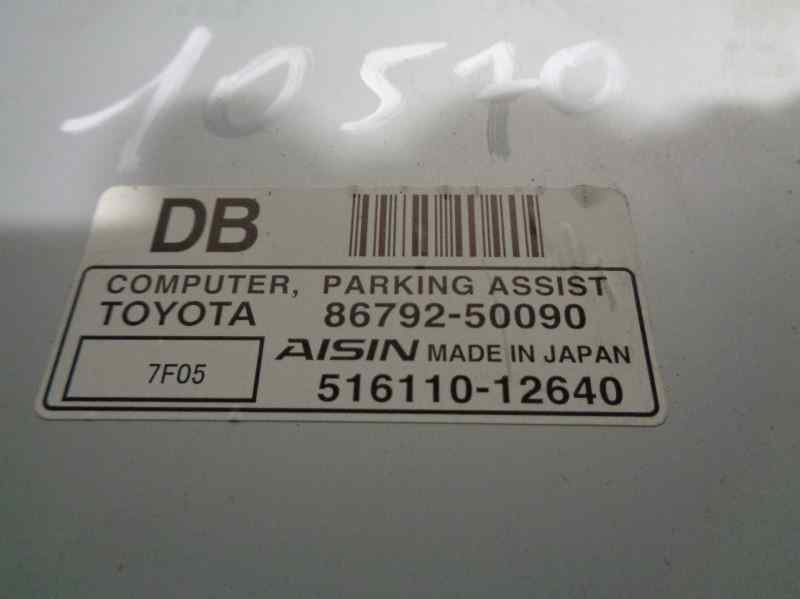 10570
DB
COMPUTER, PARKING ASSIST
TOYOTA 86792-50090
7F05
AISIN MADE IN JAPAN
516110-12640